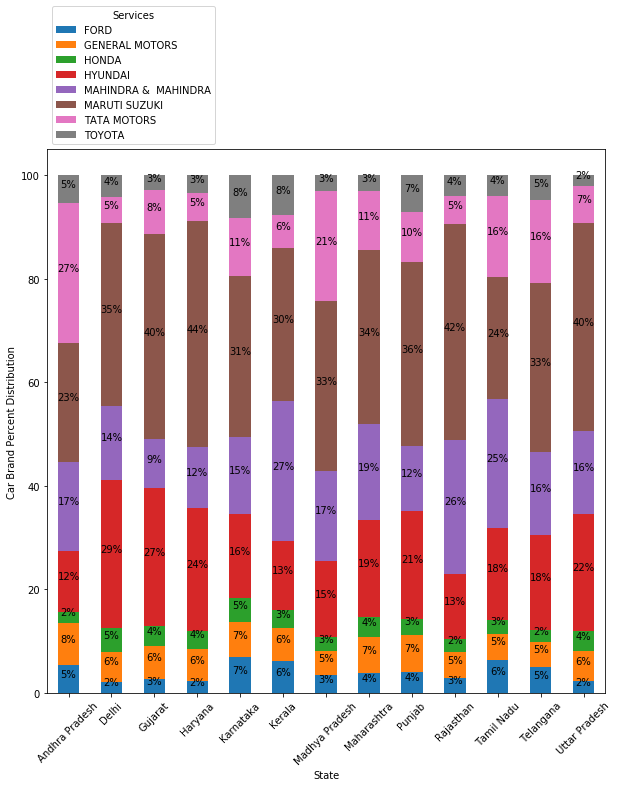 Services
FORD
GENERAL MOTORS
HONDA
HYUNDAI
MAHINDRA &  MAHINDRA
MARUTI SUZUKI
TATA MOTORS
TOYOTA
100
80
60
40
20
0
Car Brand Percent Distribution
5% 4% 3% 3% 8% 8% 3% 3% 7% 4% 4% 5% 2%
27% 5% 8% 5% 11% 6% 21% 11% 10% 5% 16% 16% 7%
23% 35% 40% 44% 31% 30% 33% 34% 36% 42% 24% 33% 40%
17% 14% 9% 12% 15% 27% 17% 19% 12% 26% 25% 16% 16%
12% 29% 27% 24% 16% 13% 15% 19% 21% 13% 18% 18% 22%
2% 5% 4% 4% 5% 3% 3% 4% 3% 2% 3% 2% 4%
8% 6% 6% 6% 7% 6% 5% 7% 7% 5% 5% 5% 6%
5% 2% 3% 2% 7% 6% 3% 4% 4% 3% 6% 5% 2%
Andhra Pradesh
Delhi
Gujarat
Haryana
Karnataka
Kerala
Madhya Pradesh
Maharashtra
Punjab
Rajasthan
Tamil Nadu
Telangana
Uttar Pradesh
State